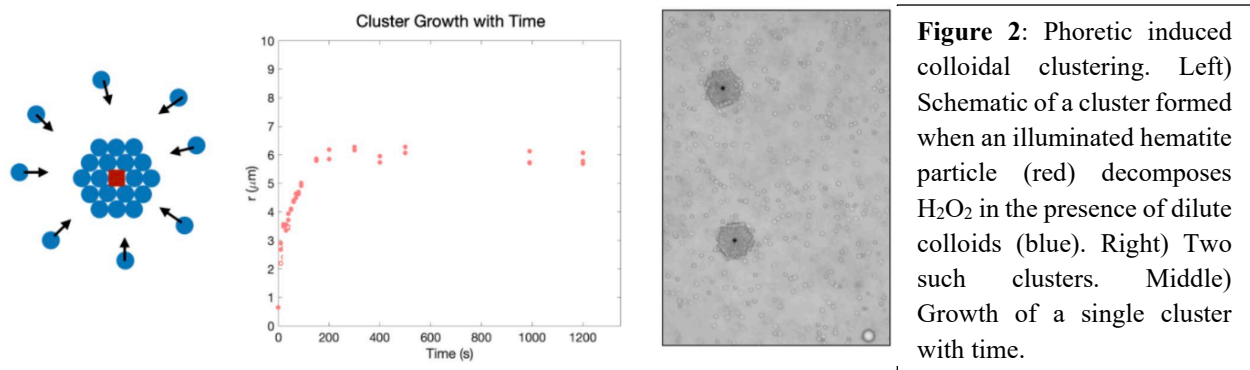 Cluster Growth with Time
10
9
8
7
6
5
4
3
2
1
0
r (μm)
0 200 400 600 800 1000 1200
Time (s)
Figure 2: Phoretic induced
colloidal clustering. Left)
Schematic of a cluster formed
when an illuminated hematite
particle (red) decomposes
H₂O₂ in the presence of dilute
colloids (blue). Right) Two
such clusters. Middle)
Growth of a single cluster
with time.